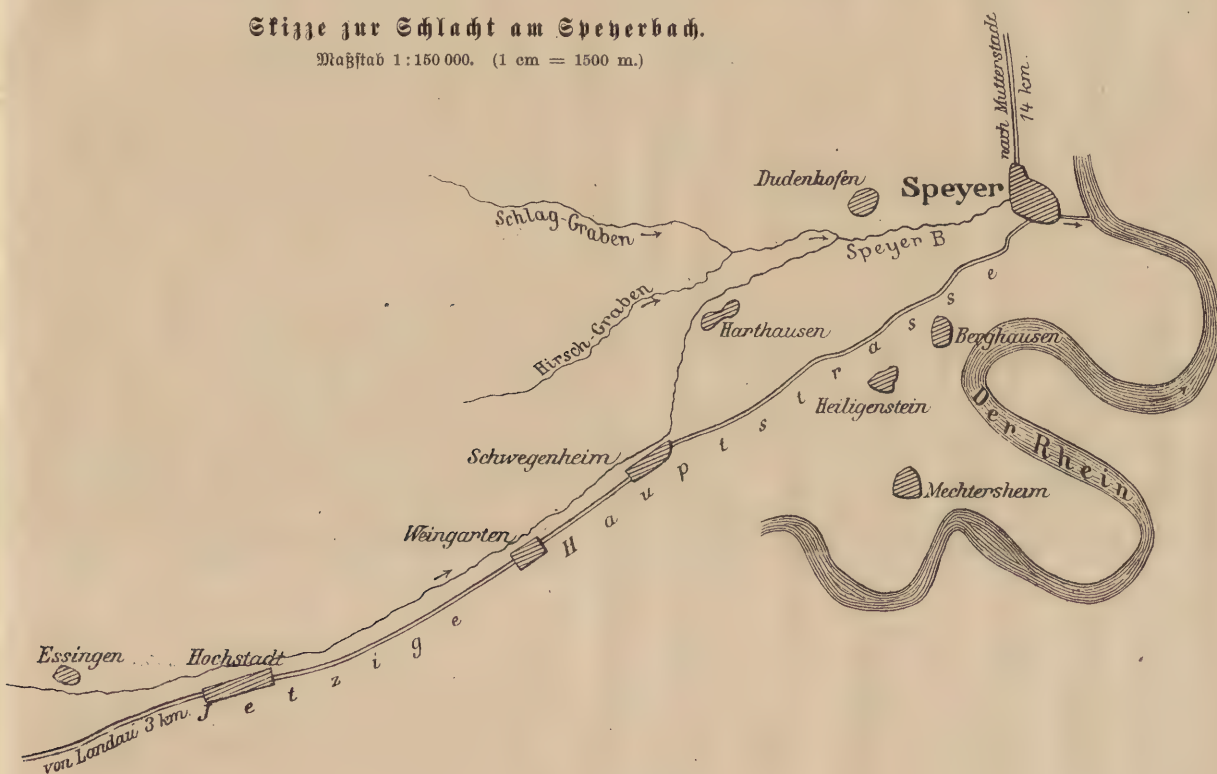 Skizze zur Schlacht am Speyerbach.
Maßstab 1:150 000. (1 cm = 1500 m.)
nach Mutterstadt
14 km.
Dudenhofen
Speyer
Schlag-Graben
Speyer B
Hirsch-Graben
Harthausen
Berghausen
Heiligenstein
Der Rhein
Schwegenheim
Mechtersheim
Weingarten
Essingen
Hochstadt
Jetzige Hauptstrasse
von Landau 3 km.